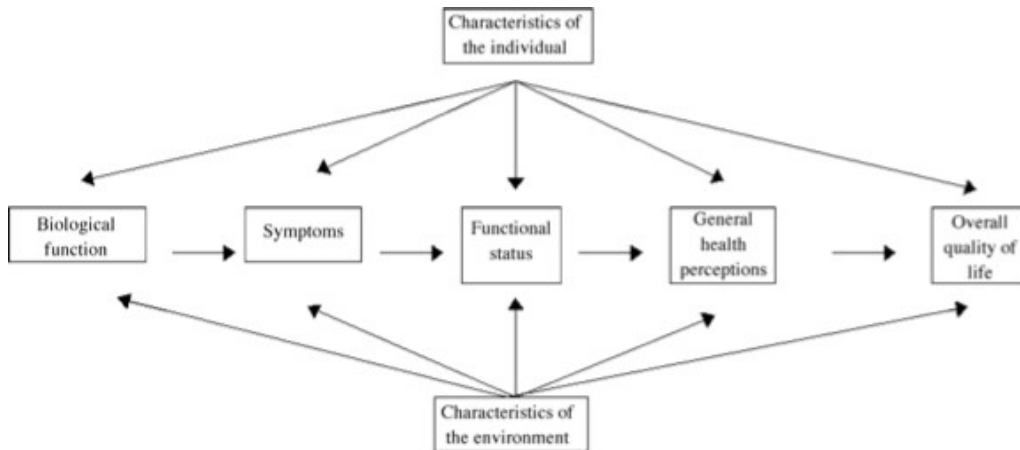 Characteristics of
the individual
Biological
function
Symptoms
Functional
status
General
health
perceptions
Overall
quality of
life
Characteristics of
the environment